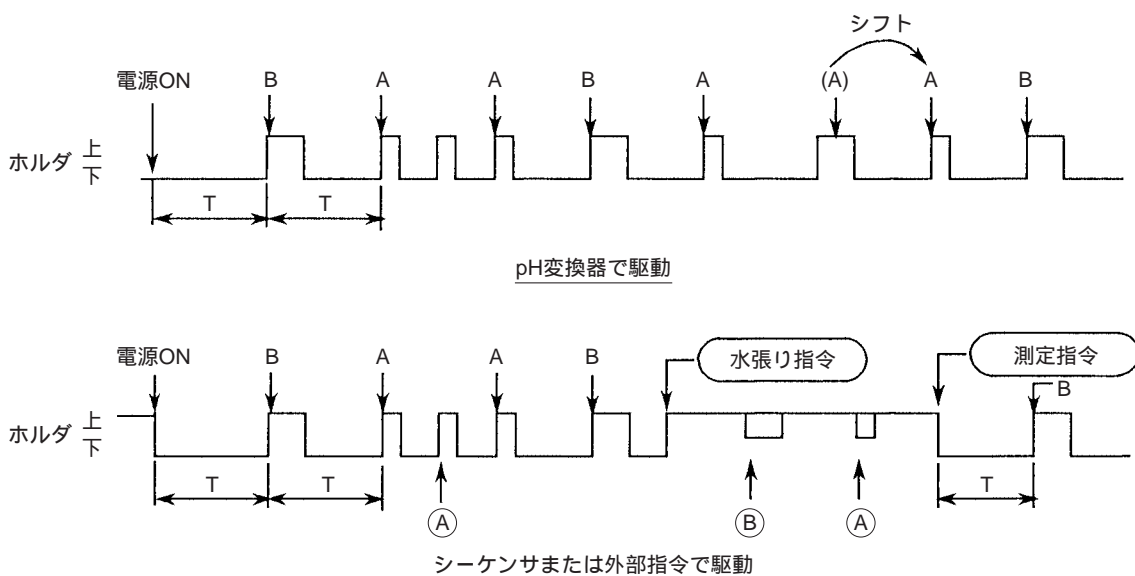 シフト
電源ON B A A B A (A) A B
ホルダ 上
下
T T
pH変換器で駆動
電源ON B A A B 水張り指令 測定指令
B
ホルダ 上
下
T T T
A B A
シーケンサまたは外部指令で駆動